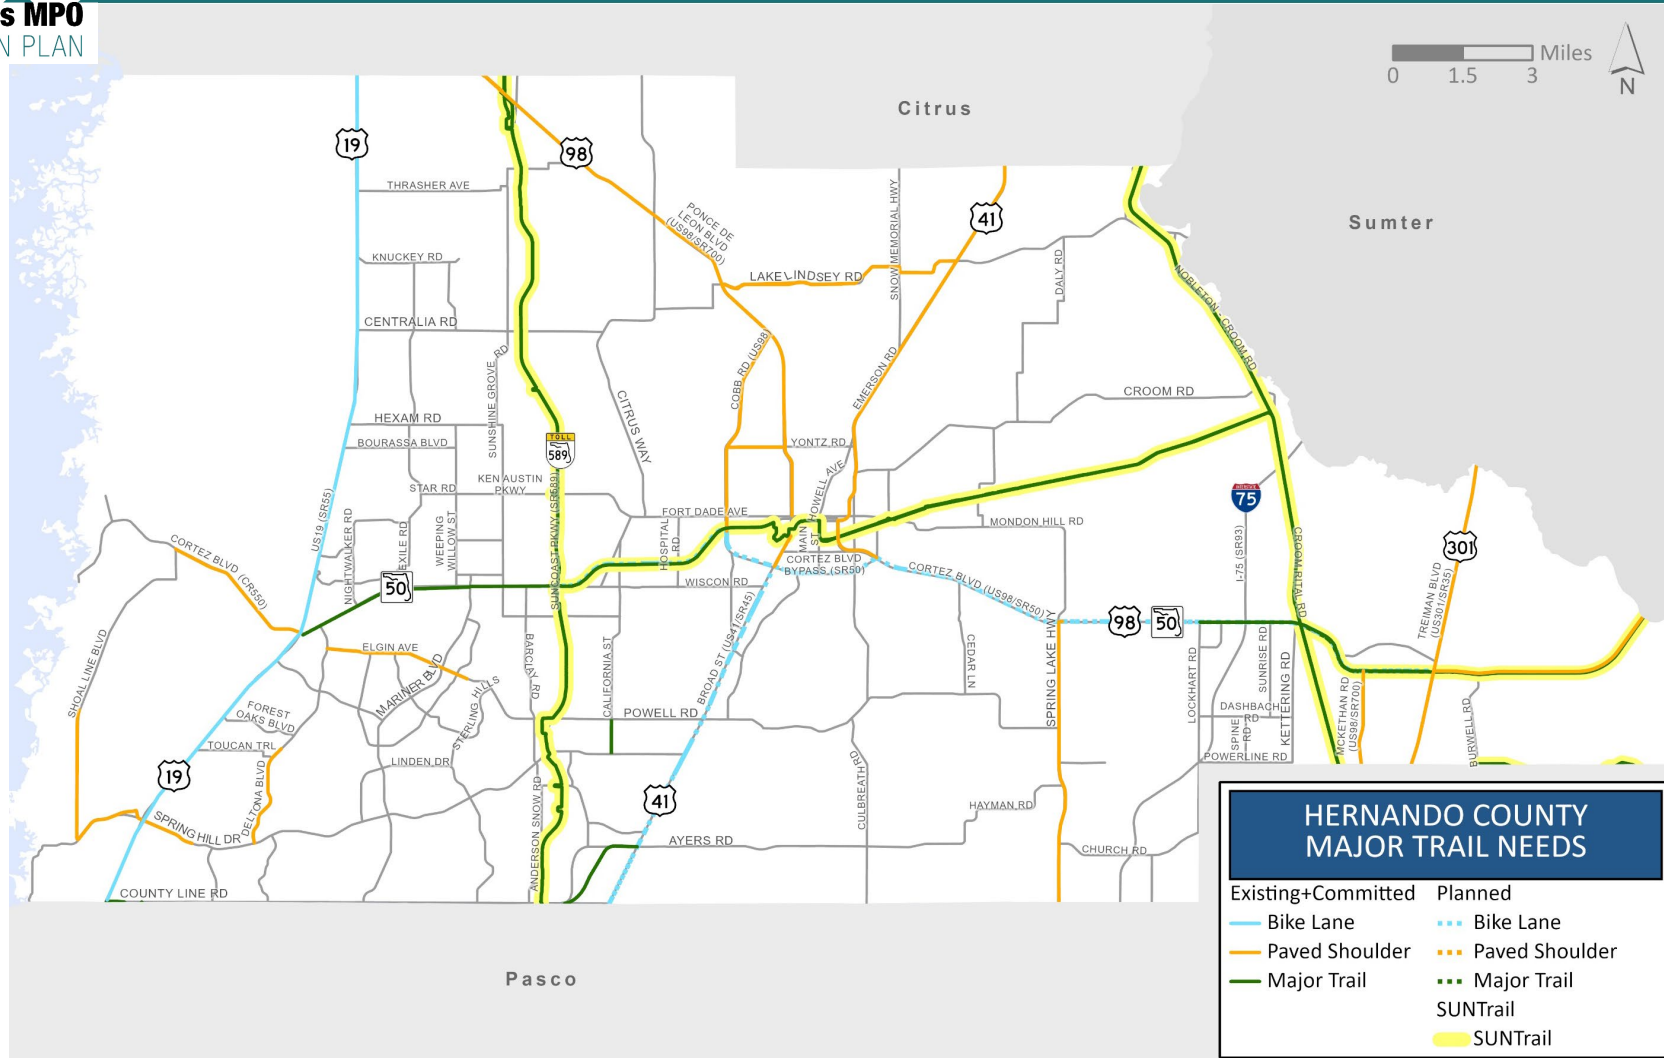 s MPO
N PLAN
Miles
0 1.5 3
N
Citrus
Sumter
Pasco
19
98
41
THRASHER AVE
PONCE DE
LEON BLVD
(US98/SR700)
KNUCKEY RD
LAKE LINDSEY RD
SNOW MEMORIAL HWY
DALY RD
NOBLETON - CROOM RD
CENTRALIA RD
SUNSHINE GROVE RD
COBB RD (US98)
EMERSON RD
CITRUS WAY
CROOM RD
HEXAM RD
BOURASSA BLVD
TOLL
589
YONTZ RD
KEN AUSTIN
PKWY
STAR RD
HOWELL AVE
75
US19 (SR55)
NIGHTWALKER RD
EXILE RD
WEEPING
WILLOW ST
SUNCOAST PKWY (SR589)
FORT DADE AVE
HOSPITAL
RD
MAIN
ST
MONDON HILL RD
I-75 (SR93)
CROOM RITAL RD
301
TREIMAN BLVD
(US301/SR35)
CORTEZ BLVD (CR550)
50
WISCON RD
CORTEZ BLVD
BYPASS (SR50)
CORTEZ BLVD (US98/SR50)
98
50
SHOAL LINE BLVD
ELGIN AVE
MARINER BLVD
STERLING HILLS
BARCLAY RD
CALIFORNIA ST
BROAD ST (US41/SR45)
CEDAR LN
SPRING LAKE HWY
LOCKHART RD
SUNRISE RD
KETTERING RD
MCKETHAN RD
(US98/SR700)
BURWELL RD
FOREST
OAKS BLVD
POWELL RD
DASHBACH
RD
SPINE
RD
TOUCAN TRL
LINDEN DR
POWERLINE RD
19
DELTONA BLVD
SPRING HILL DR
ANDERSON SNOW RD
41
CULBREATH RD
HAYMAN RD
AYERS RD
CHURCH RD
COUNTY LINE RD
HERNANDO COUNTY
MAJOR TRAIL NEEDS
Existing+Committed Planned
Bike Lane Bike Lane
Paved Shoulder Paved Shoulder
Major Trail Major Trail
SUNTrail
SUNTrail